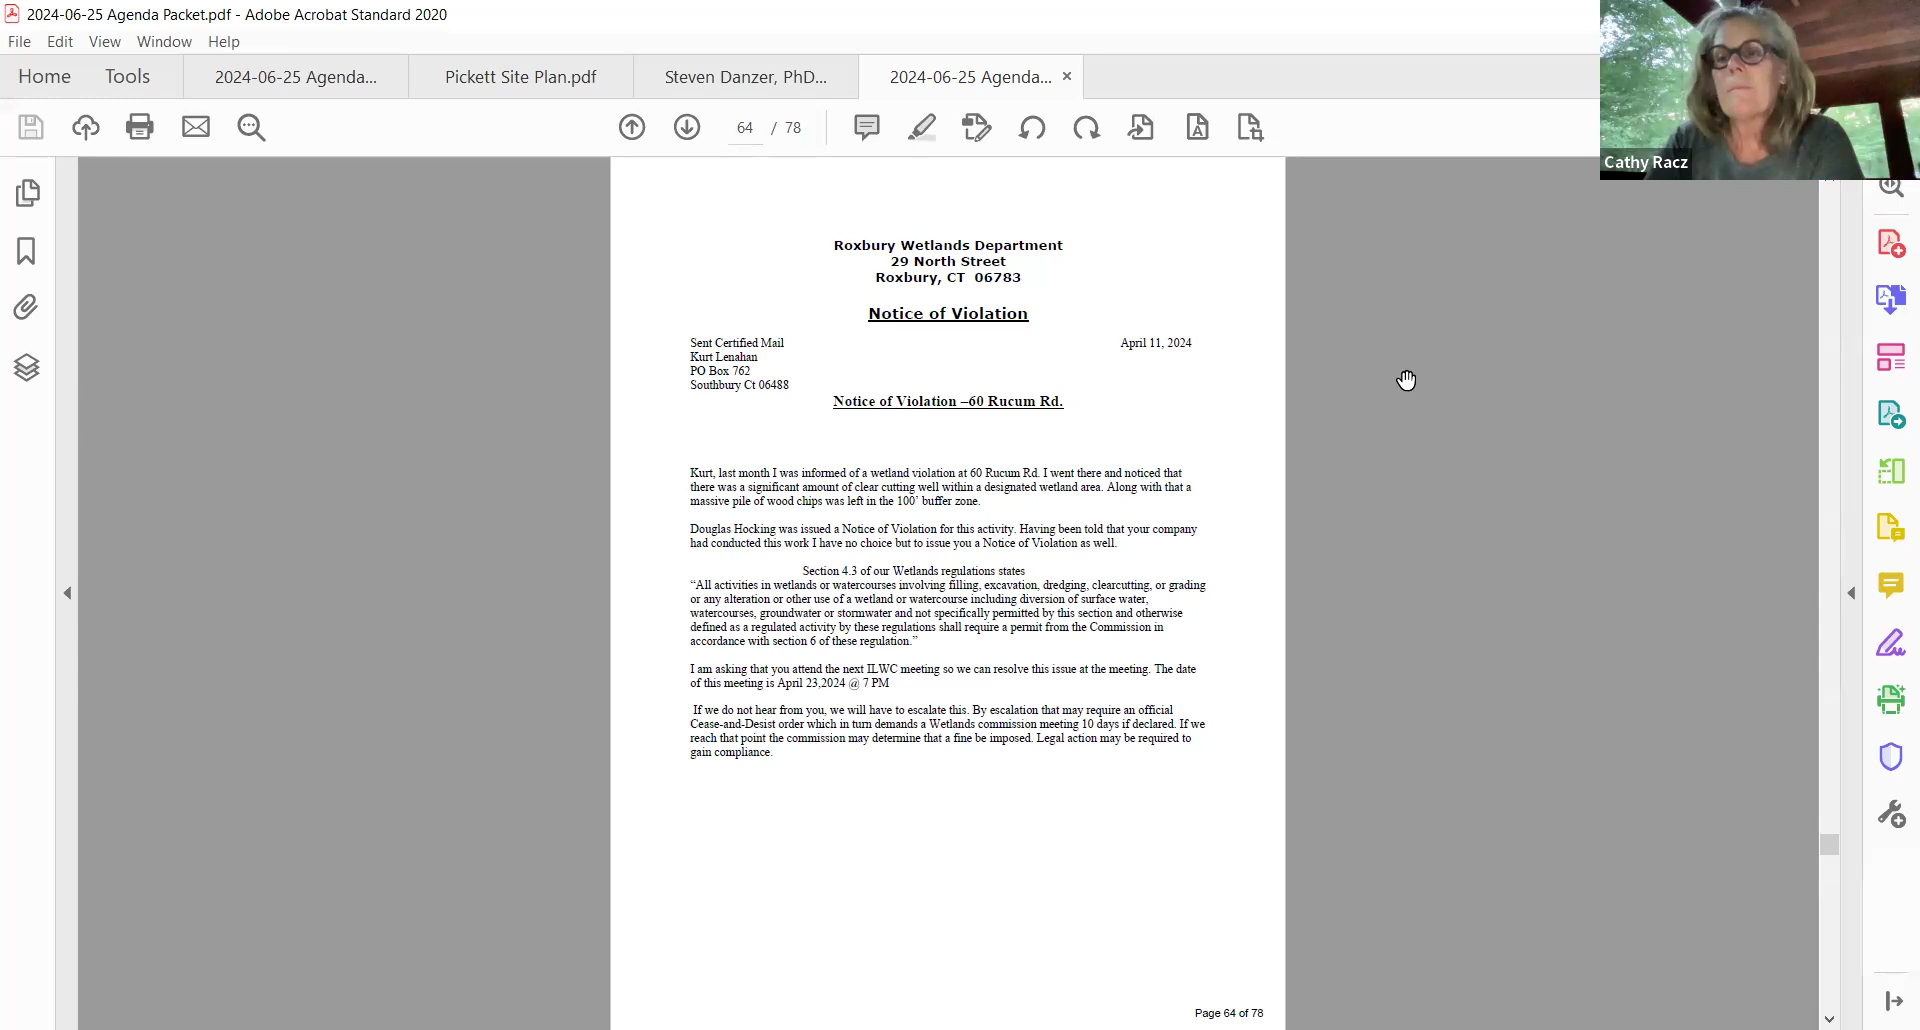 2024-06-25 Agenda Packet.pdf - Adobe Acrobat Standard 2020
File Edit View Window Help
Home Tools 2024-06-25 Agenda... Pickett Site Plan.pdf Steven Danzer, PhD... 2024-06-25 Agenda... ×
64 / 78
Cathy Racz
Roxbury Wetlands Department
29 North Street
Roxbury, CT 06783
Notice of Violation
Sent Certified Mail April 11, 2024
Kurt Lenahan
PO Box 762
Southbury Ct 06488
Notice of Violation –60 Rucum Rd.
Kurt, last month I was informed of a wetland violation at 60 Rucum Rd. I went there and noticed that
there was a significant amount of clear cutting well within a designated wetland area. Along with that a
massive pile of wood chips was left in the 100’ buffer zone.
Douglas Hocking was issued a Notice of Violation for this activity. Having been told that your company
had conducted this work I have no choice but to issue you a Notice of Violation as well.
Section 4.3 of our Wetlands regulations states
“All activities in wetlands or watercourses involving filling, excavation, dredging, clearcutting, or grading
or any alteration or other use of a wetland or watercourse including diversion of surface water,
watercourses, groundwater or stormwater and not specifically permitted by this section and otherwise
defined as a regulated activity by these regulations shall require a permit from the Commission in
accordance with section 6 of these regulation.”
I am asking that you attend the next ILWC meeting so we can resolve this issue at the meeting. The date
of this meeting is April 23,2024 @ 7 PM
If we do not hear from you, we will have to escalate this. By escalation that may require an official
Cease-and-Desist order which in turn demands a Wetlands commission meeting 10 days if declared. If we
reach that point the commission may determine that a fine be imposed. Legal action may be required to
gain compliance.
Page 64 of 78